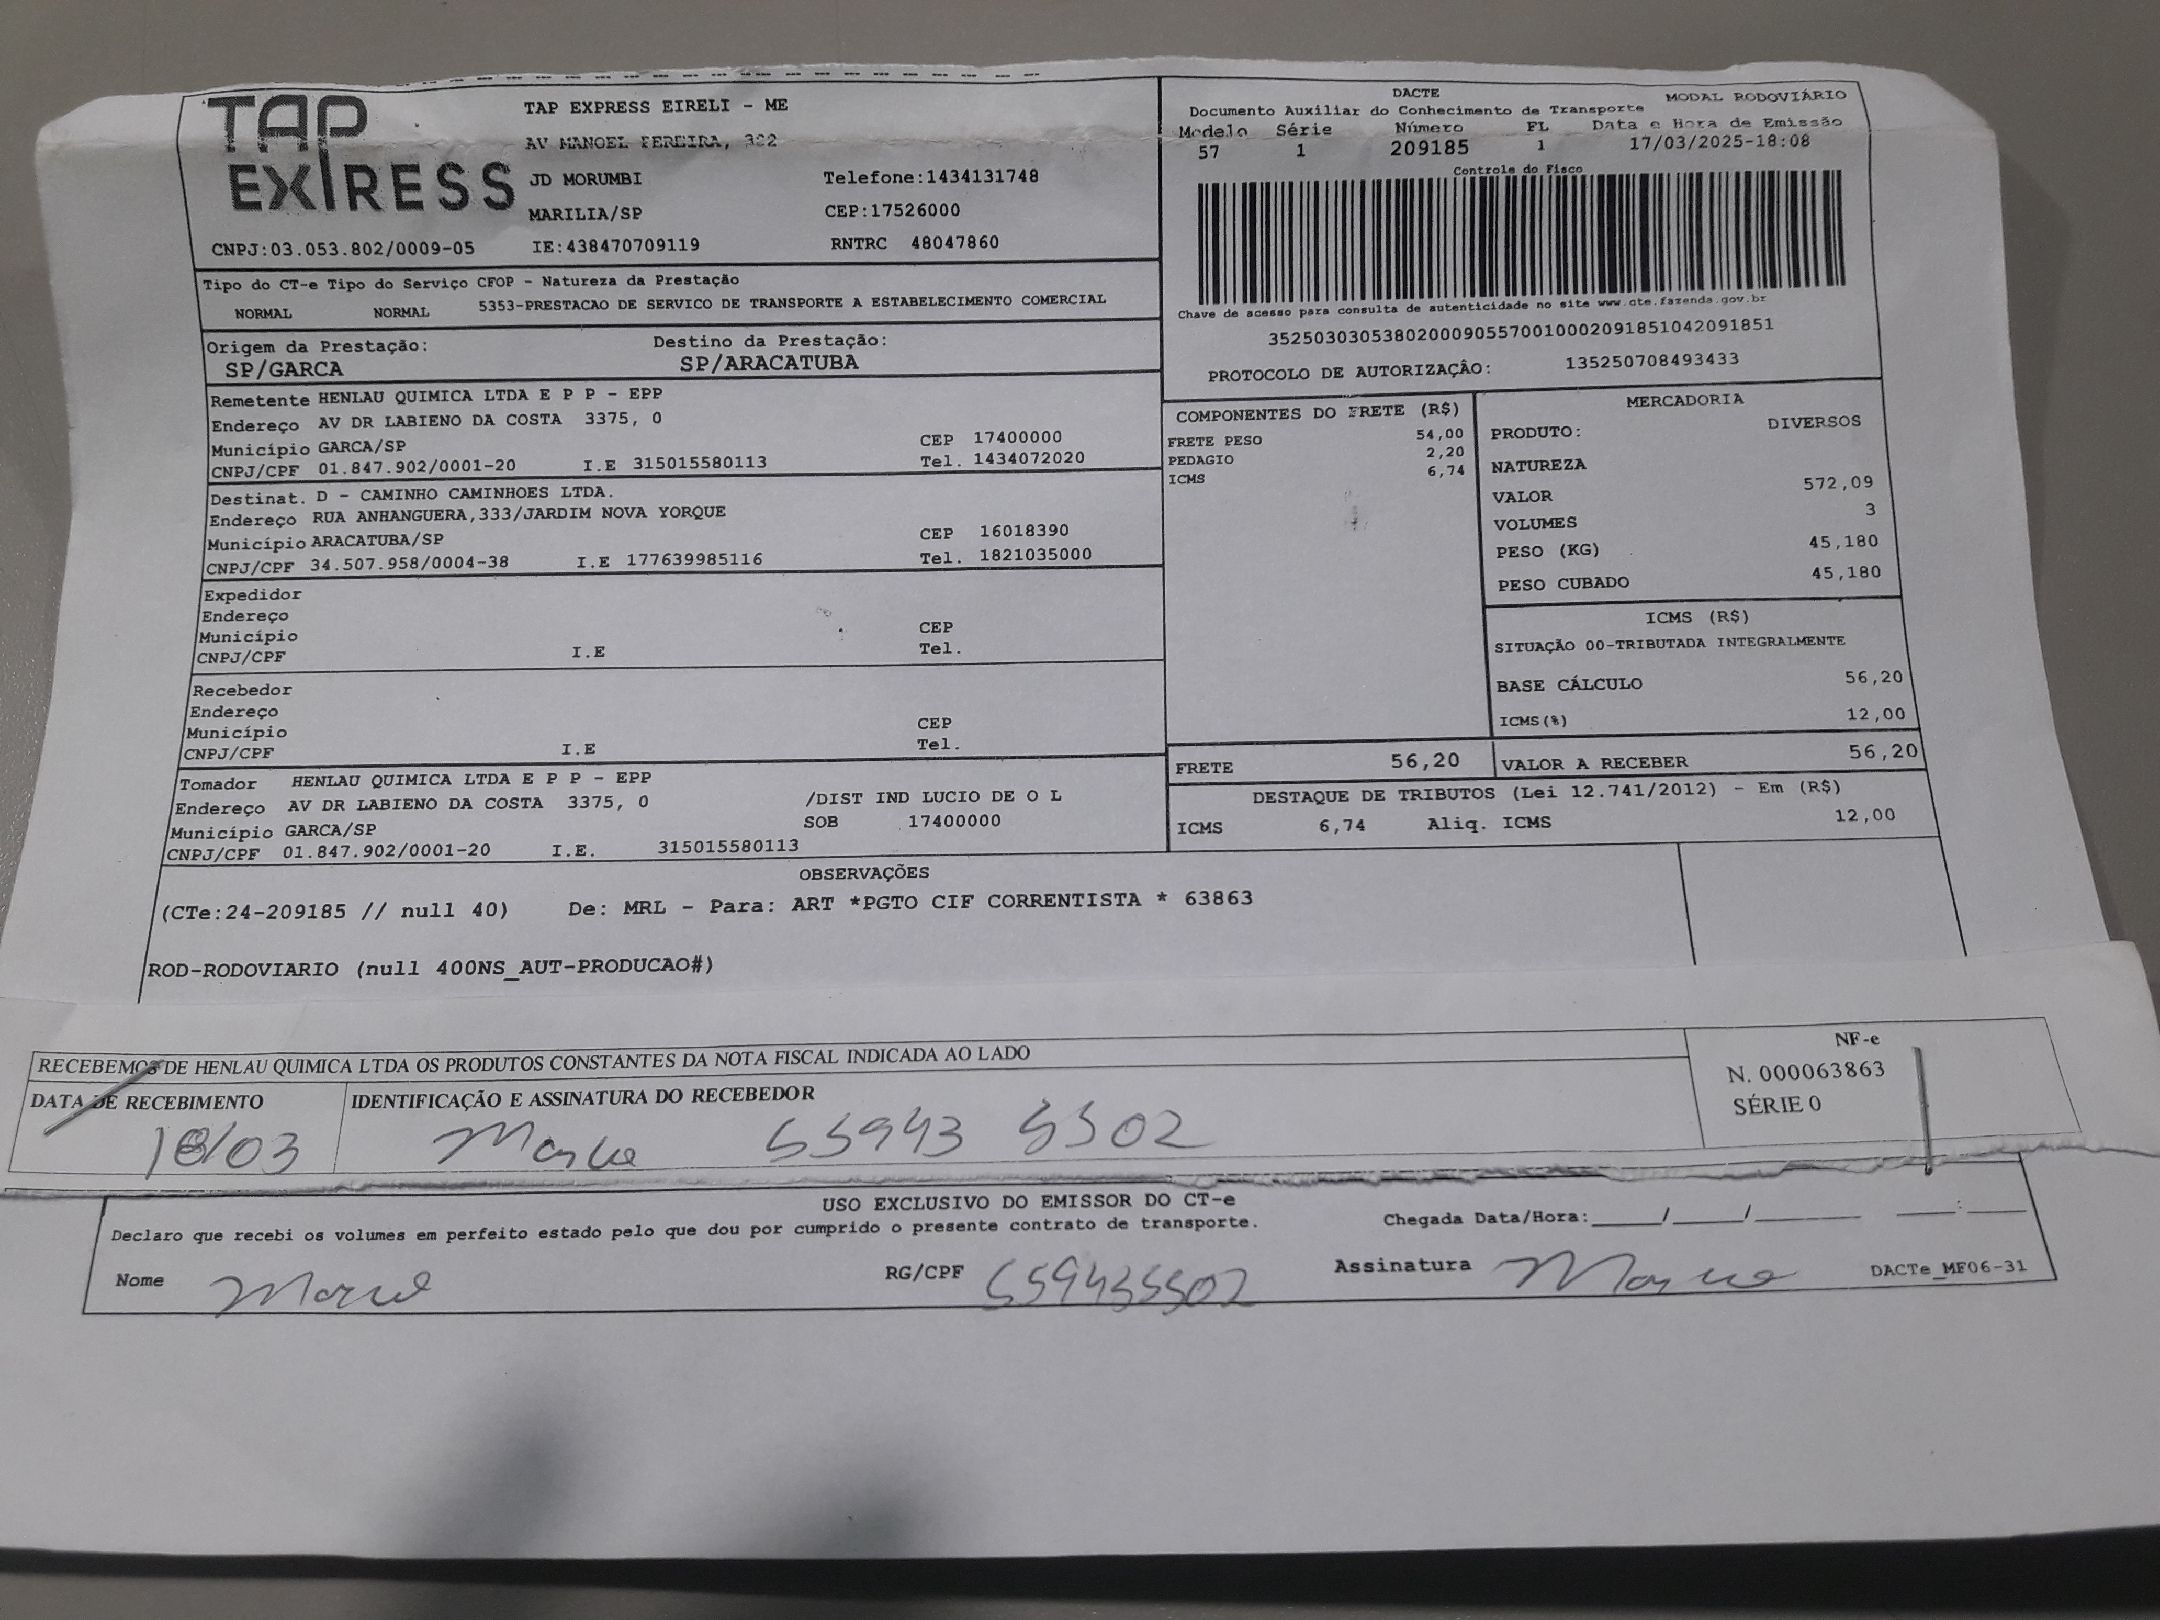 TAP EXPRESS
TAP EXPRESS EIRELI - ME
AV MANOEL PEREIRA, 322
JD MORUMBI Telefone:1434131748
MARILIA/SP CEP:17526000
CNPJ:03.053.802/0009-05 IE:438470709119 RNTRC 48047860
DACTE MODAL RODOVIÁRIO
Documento Auxiliar do Conhecimento de Transporte
Modelo Série Número FL Data e Hora de Emissão
57 1 209185 1 17/03/2025-18:08
Controle do Fisco
Chave de acesso para consulta de autenticidade no site www.cte.fazenda.gov.br
35250303053802000905570010002091851042091851
PROTOCOLO DE AUTORIZAÇÂO: 135250708493433
Tipo do CT-e Tipo do Serviço CFOP - Natureza da Prestação
NORMAL NORMAL 5353-PRESTACAO DE SERVICO DE TRANSPORTE A ESTABELECIMENTO COMERCIAL
Origem da Prestação: Destino da Prestação:
SP/GARCA SP/ARACATUBA
Remetente HENLAU QUIMICA LTDA E P P - EPP
Endereço AV DR LABIENO DA COSTA 3375, 0
Município GARCA/SP CEP 17400000
CNPJ/CPF 01.847.902/0001-20 I.E 315015580113 Tel. 1434072020
Destinat. D - CAMINHO CAMINHOES LTDA.
Endereço RUA ANHANGUERA,333/JARDIM NOVA YORQUE
Município ARACATUBA/SP CEP 16018390
CNPJ/CPF 34.507.958/0004-38 I.E 177639985116 Tel. 1821035000
Expedidor
Endereço
Município CEP
CNPJ/CPF I.E Tel.
Recebedor
Endereço
Município CEP
CNPJ/CPF I.E Tel.
Tomador HENLAU QUIMICA LTDA E P P - EPP
Endereço AV DR LABIENO DA COSTA 3375, 0 /DIST IND LUCIO DE O L
Município GARCA/SP SOB 17400000
CNPJ/CPF 01.847.902/0001-20 I.E. 315015580113
COMPONENTES DO FRETE (R$)
FRETE PESO 54,00
PEDAGIO 2,20
ICMS 6,74
MERCADORIA
PRODUTO: DIVERSOS
NATUREZA
VALOR 572,09
VOLUMES 3
PESO (KG) 45,180
PESO CUBADO 45,180
ICMS (R$)
SITUAÇÃO 00-TRIBUTADA INTEGRALMENTE
BASE CÁLCULO 56,20
ICMS(%) 12,00
FRETE 56,20 VALOR A RECEBER 56,20
DESTAQUE DE TRIBUTOS (Lei 12.741/2012) - Em (R$)
ICMS 6,74 Aliq. ICMS 12,00
OBSERVAÇÕES
(CTe:24-209185 // null 40) De: MRL - Para: ART *PGTO CIF CORRENTISTA * 63863
ROD-RODOVIARIO (null 400NS_AUT-PRODUCAO#)
RECEBEMOS DE HENLAU QUIMICA LTDA OS PRODUTOS CONSTANTES DA NOTA FISCAL INDICADA AO LADO
DATA DE RECEBIMENTO IDENTIFICAÇÃO E ASSINATURA DO RECEBEDOR
18/03 55943 5502
NF-e
N. 000063863
SÉRIE 0
USO EXCLUSIVO DO EMISSOR DO CT-e
Declaro que recebi os volumes em perfeito estado pelo que dou por cumprido o presente contrato de transporte. Chegada Data/Hora:____/____/______ ____:____
Nome RG/CPF 559435502 Assinatura DACTe_MF06-31